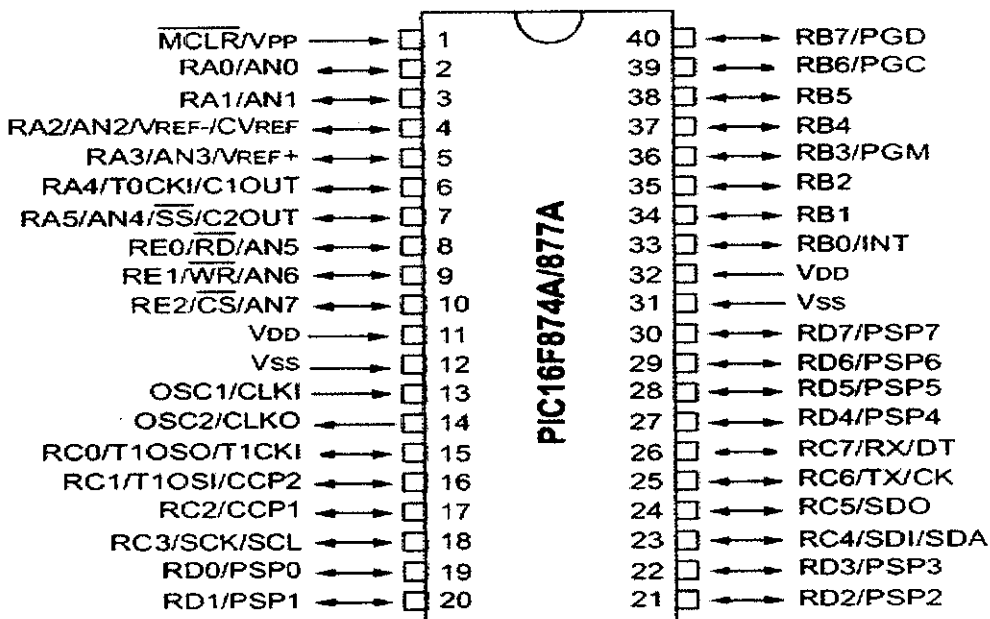 MCLR/VPP 1
RA0/AN0 2
RA1/AN1 3
RA2/AN2/VREF-/CVREF 4
RA3/AN3/VREF+ 5
RA4/T0CKI/C1OUT 6
RA5/AN4/SS/C2OUT 7
RE0/RD/AN5 8
RE1/WR/AN6 9
RE2/CS/AN7 10
VDD 11
VSS 12
OSC1/CLKI 13
OSC2/CLKO 14
RC0/T1OSO/T1CKI 15
RC1/T1OSI/CCP2 16
RC2/CCP1 17
RC3/SCK/SCL 18
RD0/PSP0 19
RD1/PSP1 20
PIC16F874A/877A
40 RB7/PGD
39 RB6/PGC
38 RB5
37 RB4
36 RB3/PGM
35 RB2
34 RB1
33 RB0/INT
32 VDD
31 VSS
30 RD7/PSP7
29 RD6/PSP6
28 RD5/PSP5
27 RD4/PSP4
26 RC7/RX/DT
25 RC6/TX/CK
24 RC5/SDO
23 RC4/SDI/SDA
22 RD3/PSP3
21 RD2/PSP2